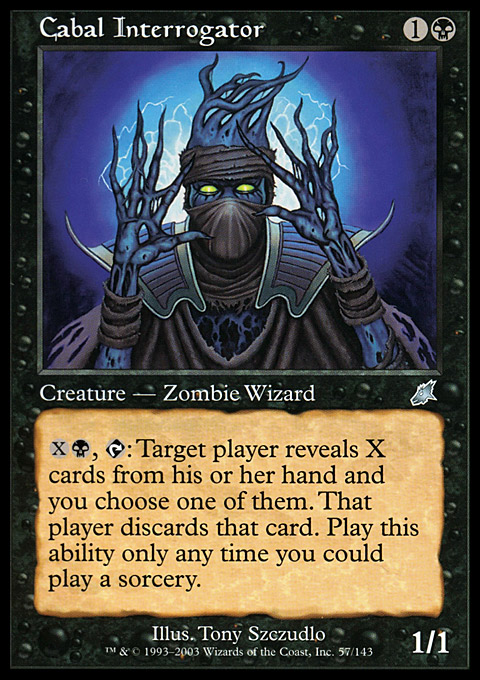 Cabal Interrogator 1
Creature — Zombie Wizard
X, : Target player reveals X
cards from his or her hand and
you choose one of them. That
player discards that card. Play this
ability only any time you could
play a sorcery.
Illus. Tony Szczudlo
™ & © 1993–2003 Wizards of the Coast, Inc. 57/143
1/1